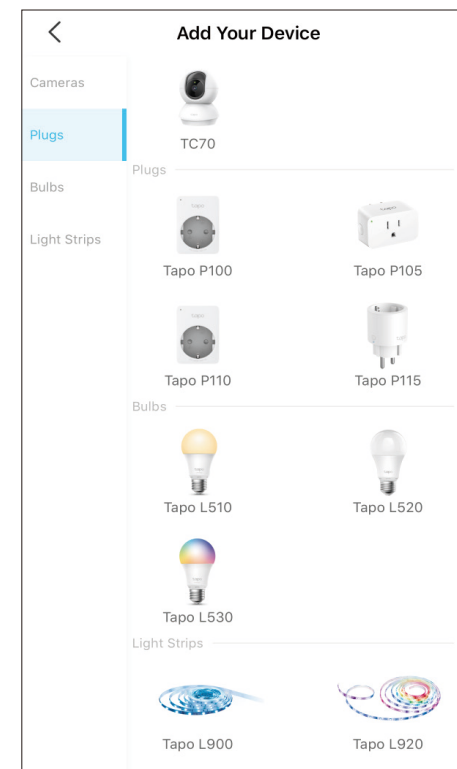 Add Your Device
Cameras
Plugs
Bulbs
Light Strips
TC70
Plugs
Tapo P100
Tapo P105
Tapo P110
Tapo P115
Bulbs
Tapo L510
Tapo L520
Tapo L530
Light Strips
Tapo L900
Tapo L920